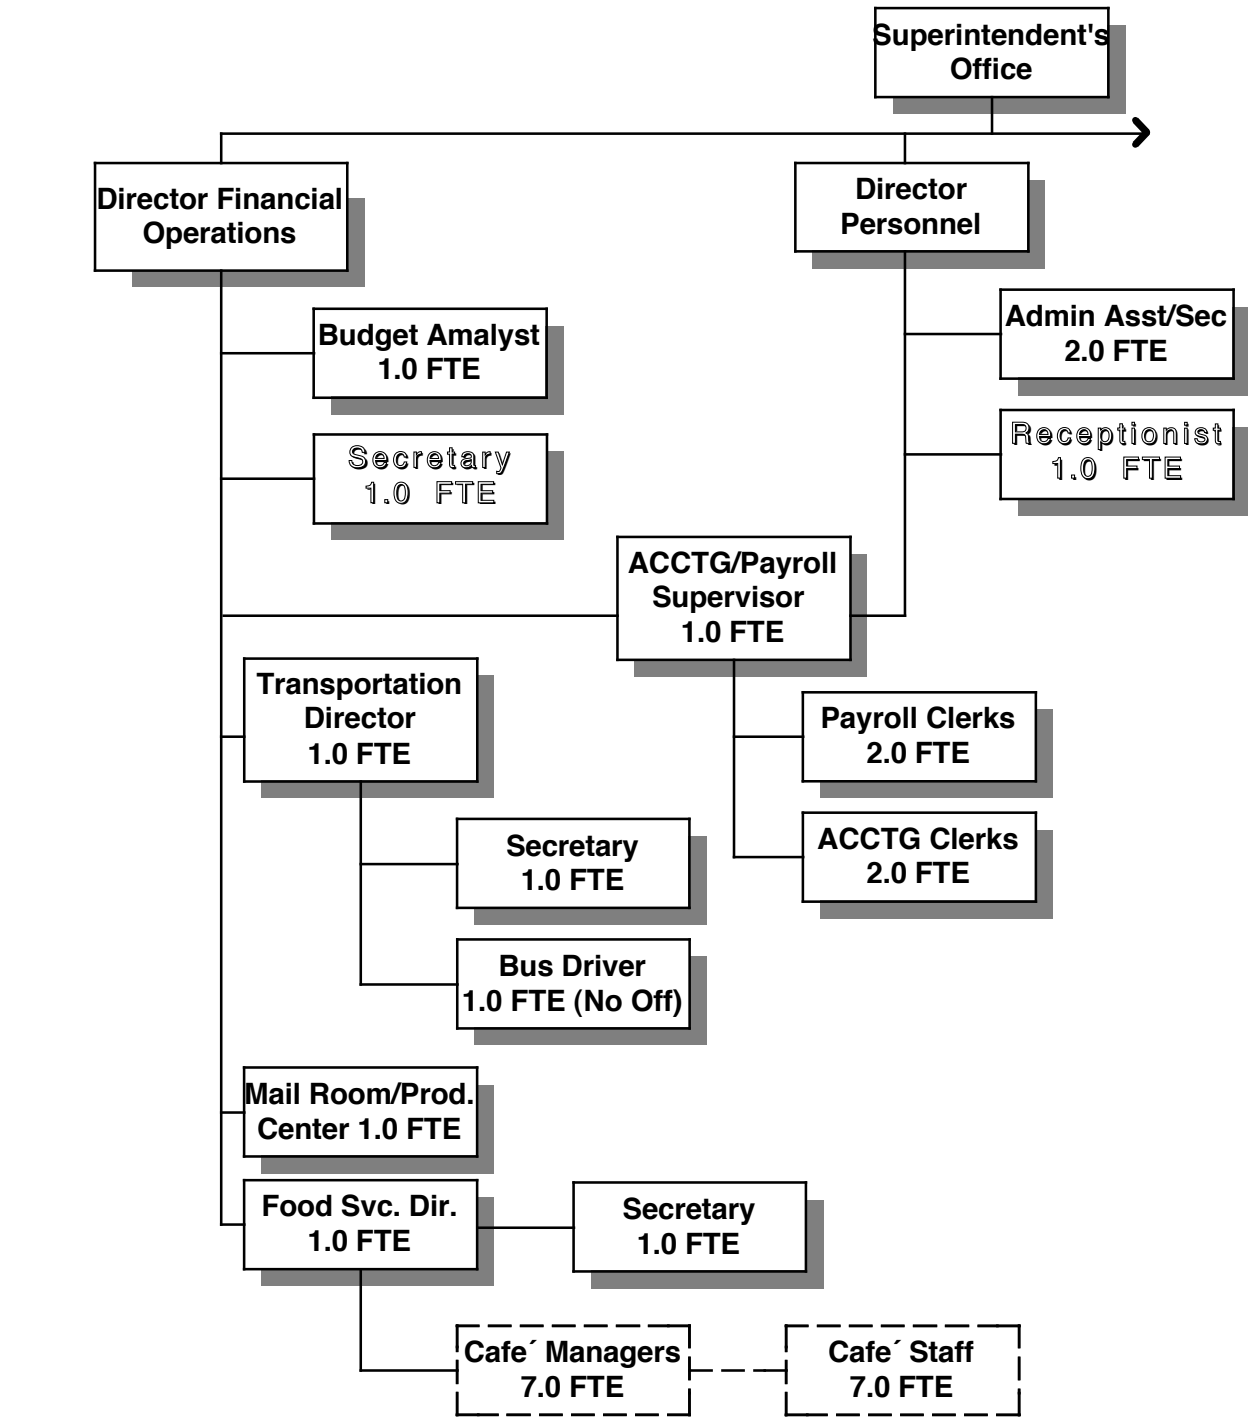 Superintendent's
Office
Director Financial
Operations
Director
Personnel
Budget Amalyst
1.0 FTE
Admin Asst/Sec
2.0 FTE
Secretary
1.0 FTE
Receptionist
1.0 FTE
ACCTG/Payroll
Supervisor
1.0 FTE
Transportation
Director
1.0 FTE
Payroll Clerks
2.0 FTE
ACCTG Clerks
2.0 FTE
Secretary
1.0 FTE
Bus Driver
1.0 FTE (No Off)
Mail Room/Prod.
Center 1.0 FTE
Food Svc. Dir.
1.0 FTE
Secretary
1.0 FTE
Cafe´ Managers
7.0 FTE
Cafe´ Staff
7.0 FTE